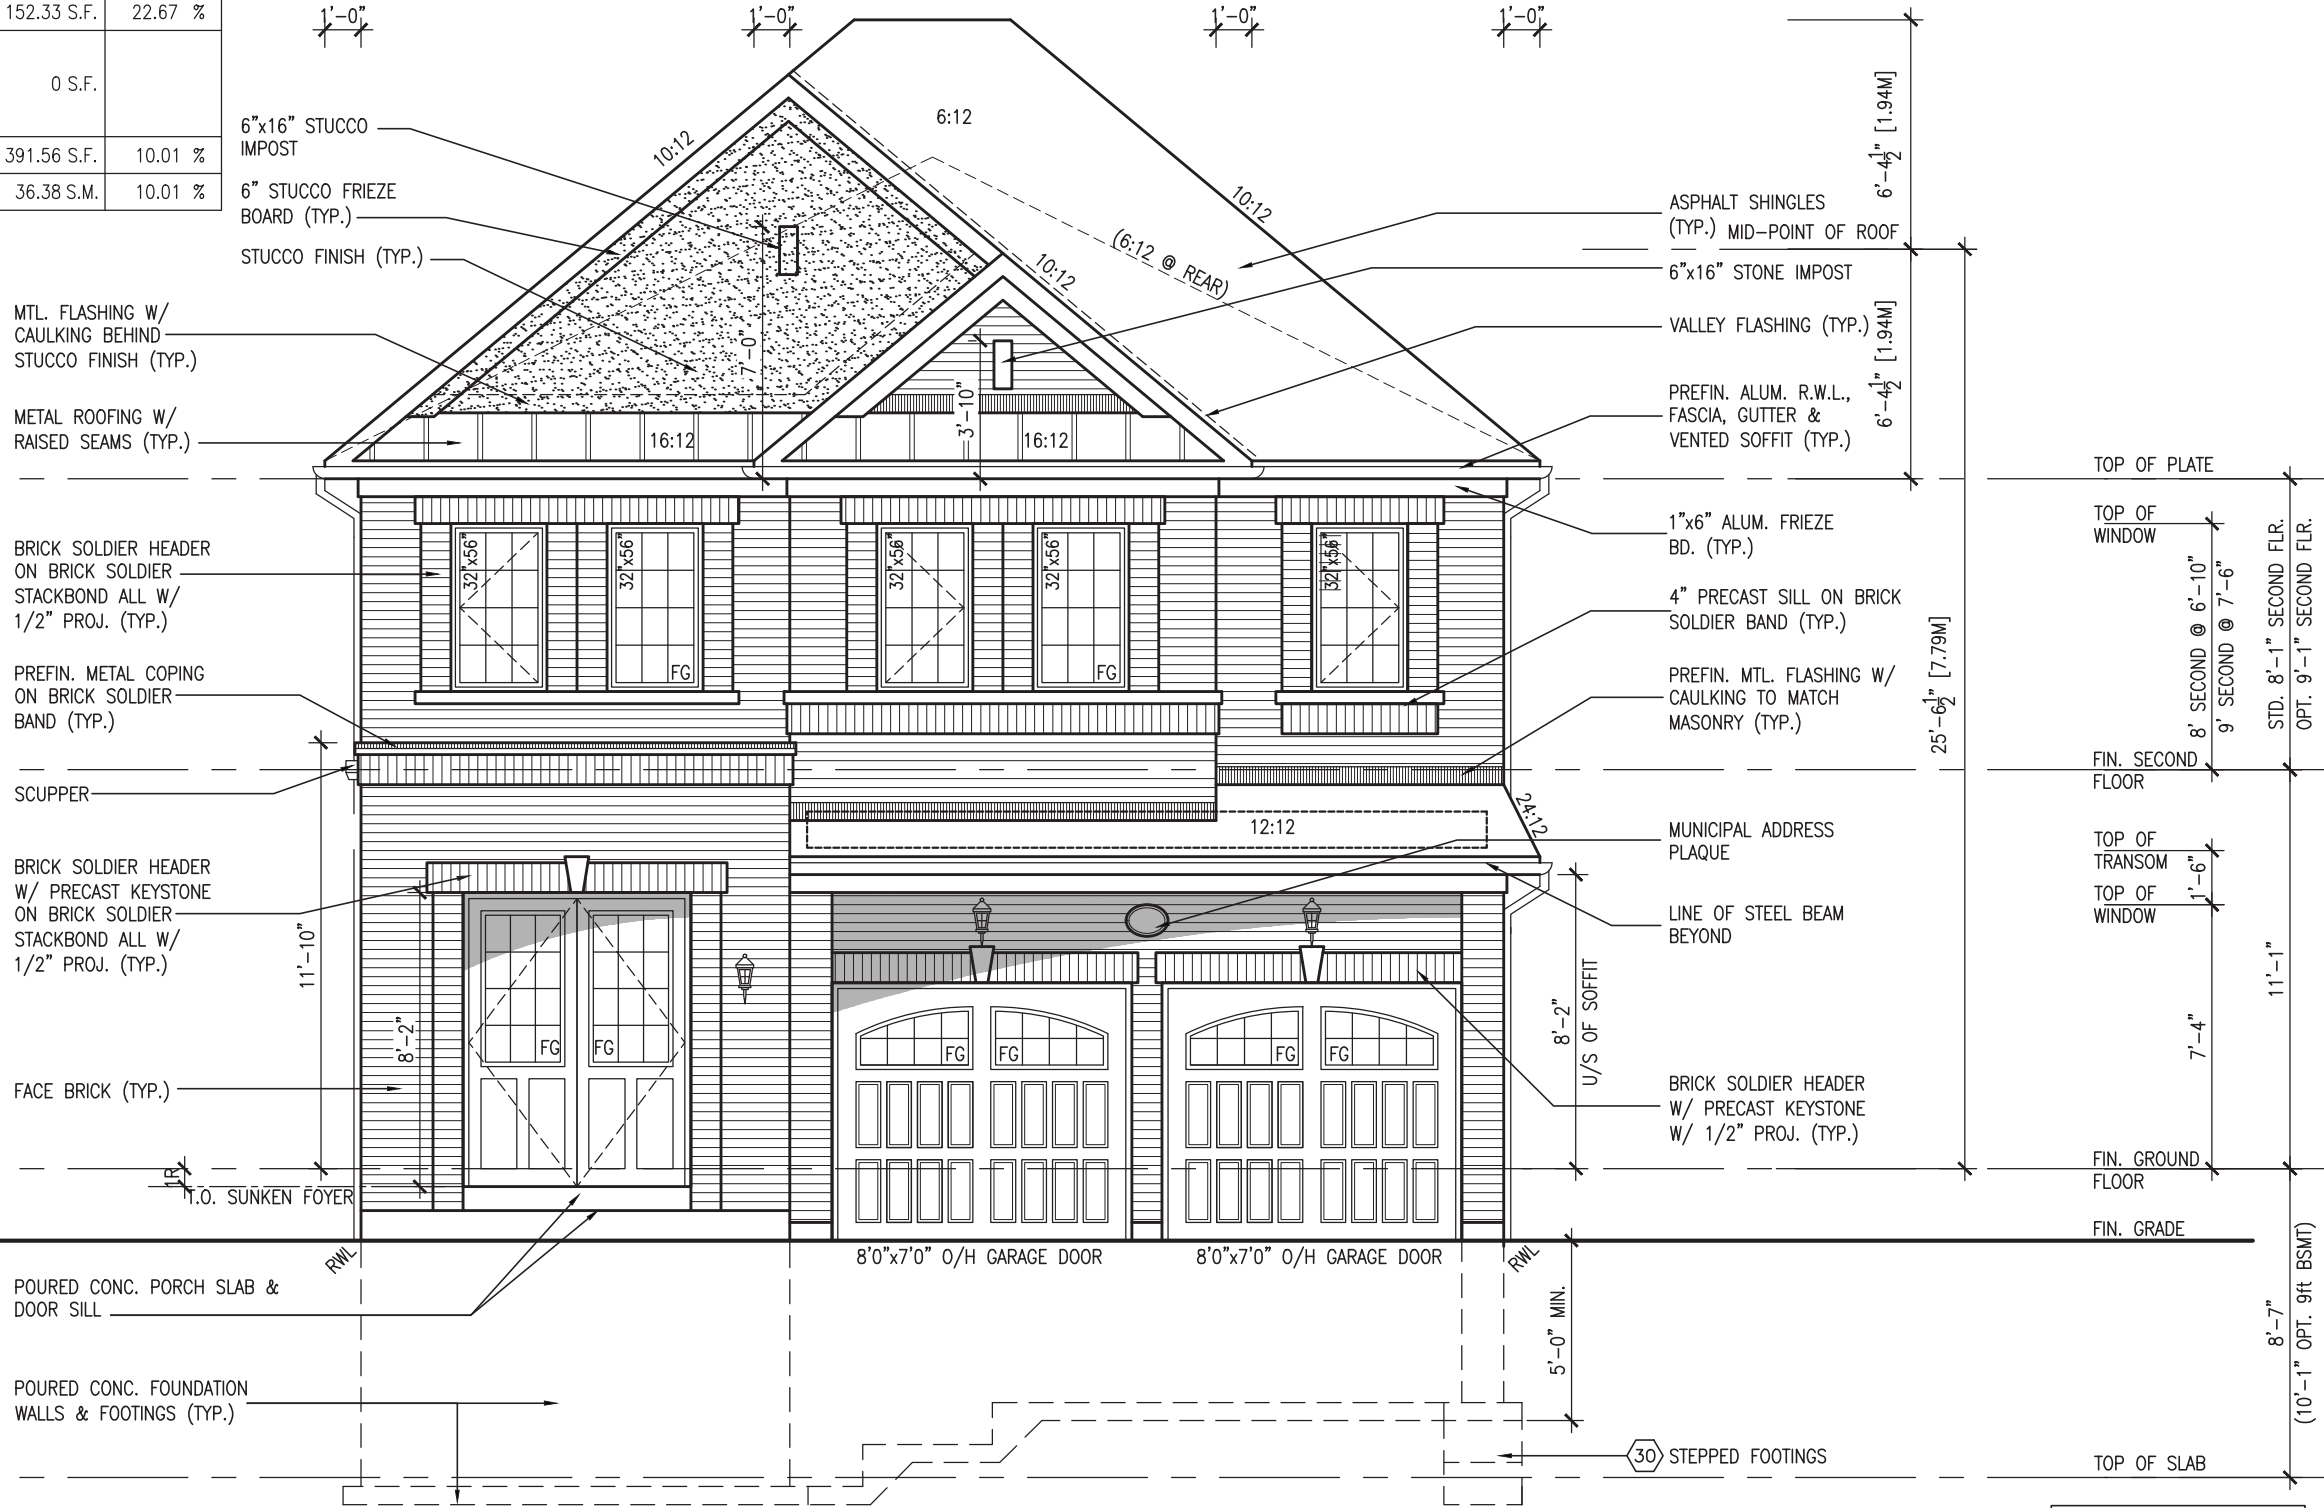 152.33 S.F. 22.67 %
0 S.F.
391.56 S.F. 10.01 %
36.38 S.M. 10.01 %
1'-0"
1'-0"
1'-0"
1'-0"
6"x16" STUCCO
IMPOST
6" STUCCO FRIEZE
BOARD (TYP.)
STUCCO FINISH (TYP.)
MTL. FLASHING W/
CAULKING BEHIND
STUCCO FINISH (TYP.)
METAL ROOFING W/
RAISED SEAMS (TYP.)
BRICK SOLDIER HEADER
ON BRICK SOLDIER
STACKBOND ALL W/
1/2" PROJ. (TYP.)
PREFIN. METAL COPING
ON BRICK SOLDIER
BAND (TYP.)
SCUPPER
BRICK SOLDIER HEADER
W/ PRECAST KEYSTONE
ON BRICK SOLDIER
STACKBOND ALL W/
1/2" PROJ. (TYP.)
FACE BRICK (TYP.)
1R
T.O. SUNKEN FOYER
POURED CONC. PORCH SLAB &
DOOR SILL
POURED CONC. FOUNDATION
WALLS & FOOTINGS (TYP.)
10:12
6:12
10:12
10:12
(6:12 @ REAR)
7'-0"
3'-10"
16:12
16:12
32"x56"
32"x56"
32"x56"
32"x56"
32"x56"
FG
FG
12:12
24:12
11'-10"
8'-2"
FG
FG
FG
FG
FG
FG
8'-2"
U/S OF SOFFIT
RWL
8'0"x7'0" O/H GARAGE DOOR
8'0"x7'0" O/H GARAGE DOOR
RWL
5'-0" MIN.
ASPHALT SHINGLES
(TYP.)
MID-POINT OF ROOF
6"x16" STONE IMPOST
VALLEY FLASHING (TYP.)
PREFIN. ALUM. R.W.L.,
FASCIA, GUTTER &
VENTED SOFFIT (TYP.)
1"x6" ALUM. FRIEZE
BD. (TYP.)
4" PRECAST SILL ON BRICK
SOLDIER BAND (TYP.)
PREFIN. MTL. FLASHING W/
CAULKING TO MATCH
MASONRY (TYP.)
MUNICIPAL ADDRESS
PLAQUE
LINE OF STEEL BEAM
BEYOND
BRICK SOLDIER HEADER
W/ PRECAST KEYSTONE
W/ 1/2" PROJ. (TYP.)
30 STEPPED FOOTINGS
6'-4 1/2" [1.94M]
6'-4 1/2" [1.94M]
25'-6 1/2" [7.79M]
TOP OF PLATE
TOP OF
WINDOW
8' SECOND @ 6'-10"
9' SECOND @ 7'-6"
STD. 8'-1" SECOND FLR.
OPT. 9'-1" SECOND FLR.
FIN. SECOND
FLOOR
TOP OF
TRANSOM
1'-6"
TOP OF
WINDOW
7'-4"
11'-1"
FIN. GROUND
FLOOR
FIN. GRADE
8'-7"
(10'-1" OPT. 9ft BSMT)
TOP OF SLAB